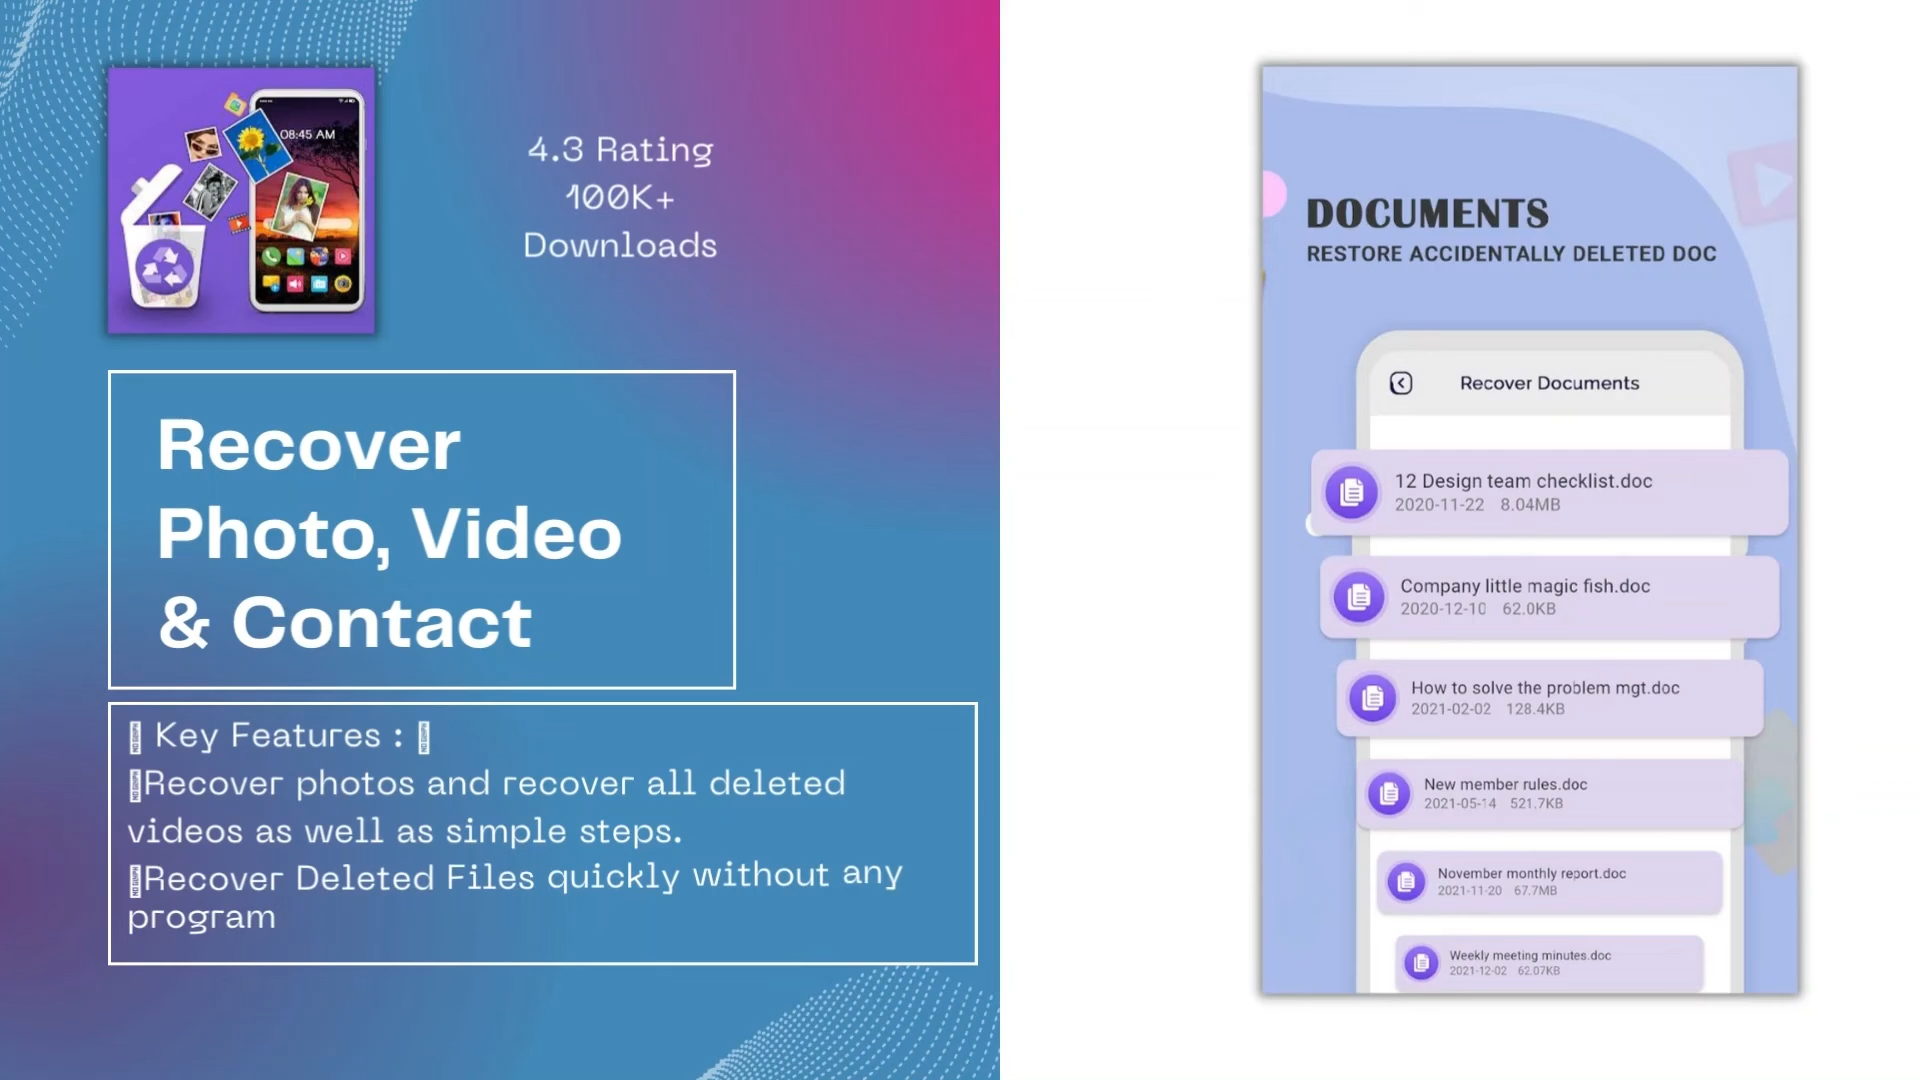 08:45 AM
4.3 Rating
100K+
Downloads
Recover
Photo, Video
& Contact
Key Features :
Recover photos and recover all deleted
videos as well as simple steps.
Recover Deleted Files quickly without any
program
DOCUMENTS
RESTORE ACCIDENTALLY DELETED DOC
Recover Documents
12 Design team checklist.doc
2020-11-22 8.04MB
Company little magic fish.doc
2020-12-10 62.0KB
How to solve the problem mgt.doc
2021-02-02 128.4KB
New member rules.doc
2021-05-14 521.7KB
November monthly report.doc
2021-11-20 67.7MB
Weekly meeting minutes.doc
2021-12-02 62.07KB